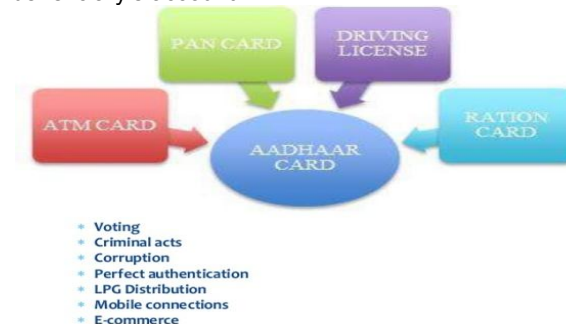 PAN CARD
DRIVING
LICENSE
ATM CARD
RATION
CARD
AADHAAR
CARD
Voting
Criminal acts
Corruption
Perfect authentication
LPG Distribution
Mobile connections
E-commerce